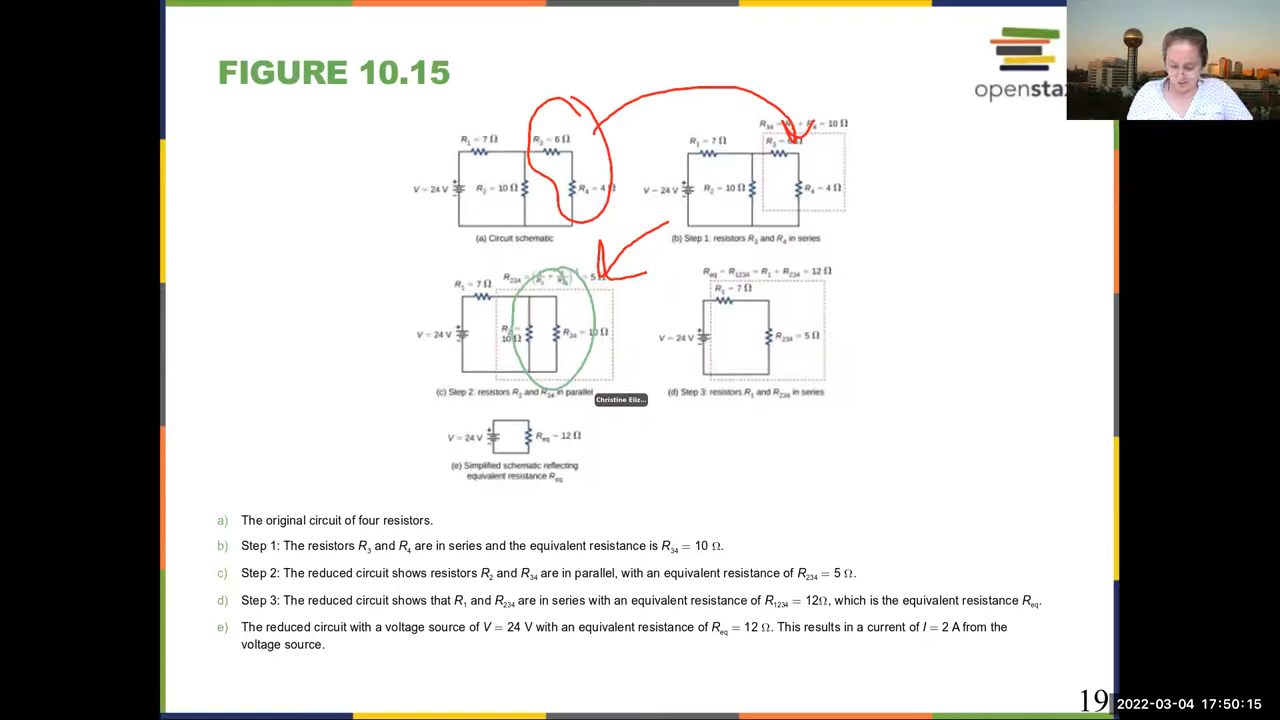 FIGURE 10.15
openstax
R1 = 7 Ω
R3 = 6 Ω
V = 24 V
R2 = 10 Ω
R4 = 4 Ω
(a) Circuit schematic
= 10 Ω
R1 = 7 Ω
V = 24 V
R2 = 10 Ω
R4 = 4 Ω
(b) Step 1: resistors R3 and R4 in series
R234 =
R1 = 7 Ω
V = 24 V
R2 =
10 Ω
R34 = 10 Ω
(c) Step 2: resistors R2 and R34 in parallel
Christine Eliz...
Req = R1234 = R1 + R234 = 12 Ω
R1 = 7 Ω
V = 24 V
R234 = 5 Ω
(d) Step 3: resistors R1 and R234 in series
V = 24 V
Req = 12 Ω
(e) Simplified schematic reflecting
equivalent resistance Req
a) The original circuit of four resistors.
b) Step 1: The resistors R3 and R4 are in series and the equivalent resistance is R34 = 10 Ω.
c) Step 2: The reduced circuit shows resistors R2 and R34 are in parallel, with an equivalent resistance of R234 = 5 Ω.
d) Step 3: The reduced circuit shows that R1 and R234 are in series with an equivalent resistance of R1234 = 12Ω, which is the equivalent resistance Req.
e) The reduced circuit with a voltage source of V = 24 V with an equivalent resistance of Req = 12 Ω. This results in a current of I = 2 A from the
voltage source.
19
2022-03-04 17:50:15